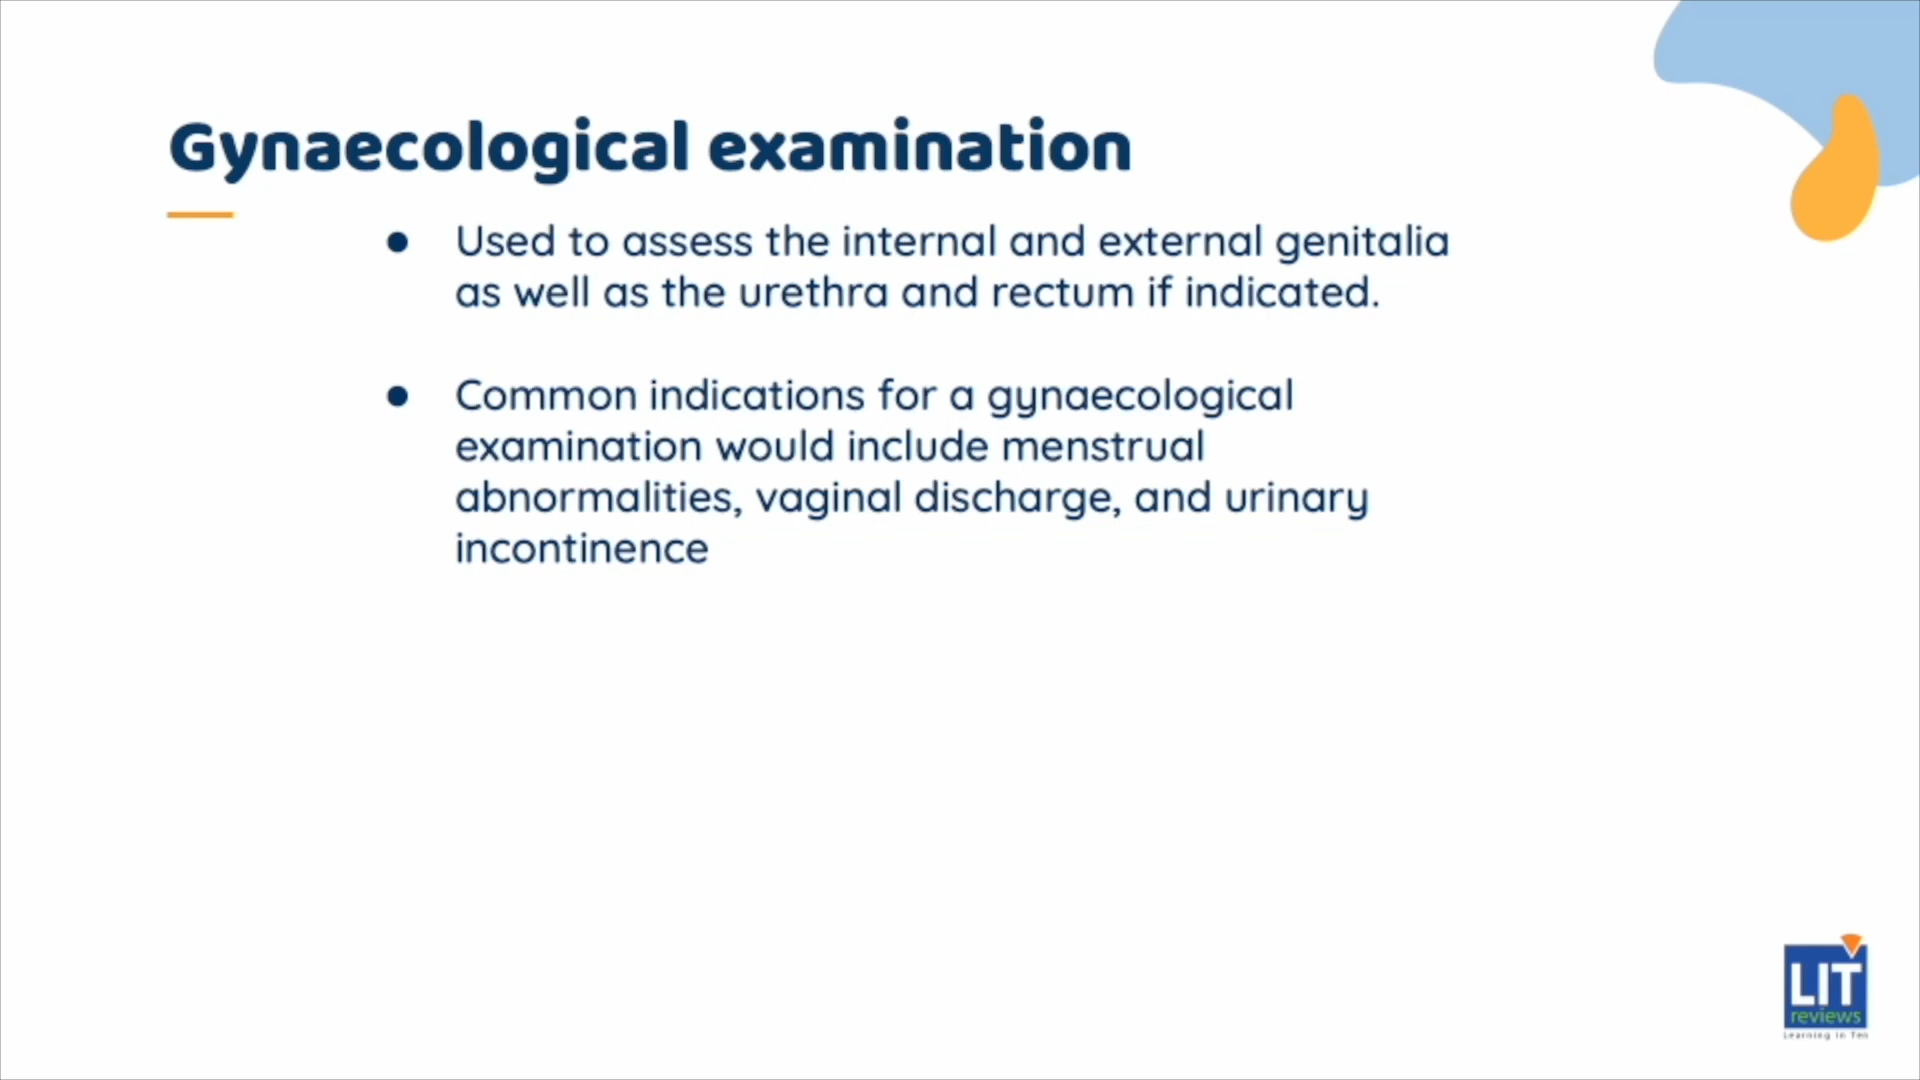 Gynaecological examination
● Used to assess the internal and external genitalia
as well as the urethra and rectum if indicated.
● Common indications for a gynaecological
examination would include menstrual
abnormalities, vaginal discharge, and urinary
incontinence
LIT
reviews
Learning In Ten